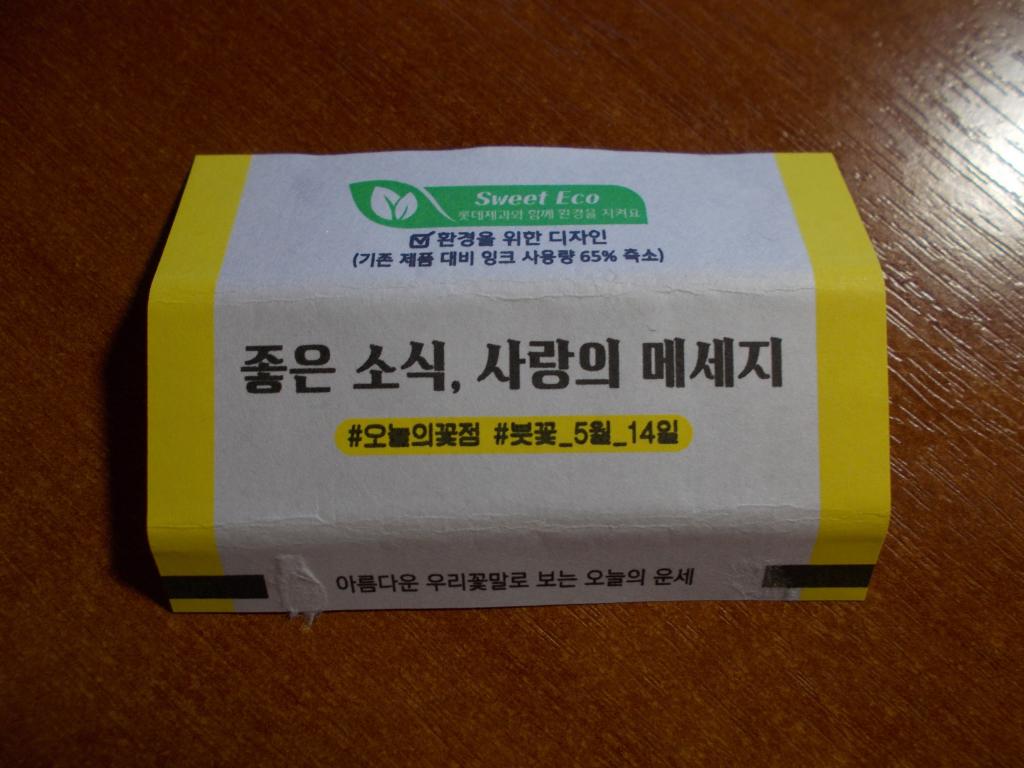 Sweet Eco
롯데제과와 함께 환경을 지켜요
환경을 위한 디자인
(기존 제품 대비 잉크 사용량 65% 축소)
좋은 소식, 사랑의 메세지
#오늘의꽃점 #붓꽃_5월_14일
아름다운 우리꽃말로 보는 오늘의 운세